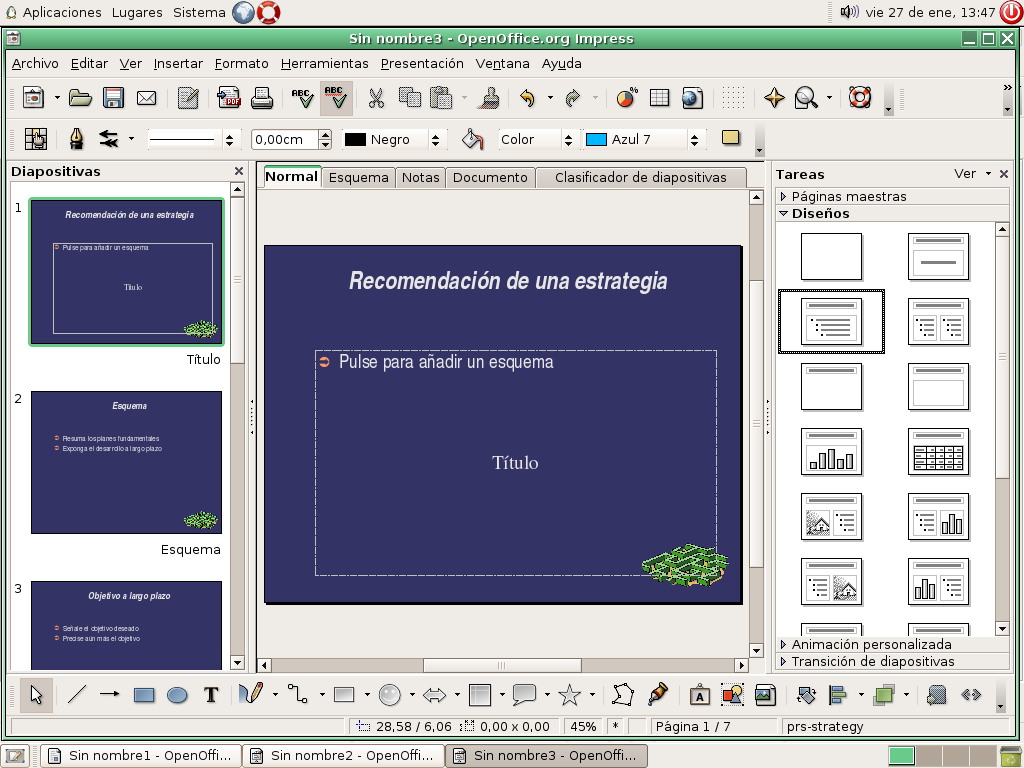 Aplicaciones Lugares Sistema vie 27 de ene, 13:47
Sin nombre3 - OpenOffice.org Impress
Archivo Editar Ver Insertar Formato Herramientas Presentación Ventana Ayuda
PDF ABC ABC
0,00cm Negro Color Azul 7
Diapositivas
1
Recomendación de una estrategia
Pulse para añadir un esquema
Título
Título
2
Esquema
Resuma los planes fundamentales
Exponga el desarrollo a largo plazo
Esquema
3
Objetivo a largo plazo
Señale el objetivo deseado
Precise aún más el objetivo
Normal Esquema Notas Documento Clasificador de diapositivas
Recomendación de una estrategia
Pulse para añadir un esquema
Título
Tareas Ver
Páginas maestras
Diseños
Animación personalizada
Transición de diapositivas
T A
28,58 / 6,06 0,00 x 0,00 45% * Página 1 / 7 prs-strategy
Sin nombre1 - OpenOffi... Sin nombre2 - OpenOffi... Sin nombre3 - OpenOffi...